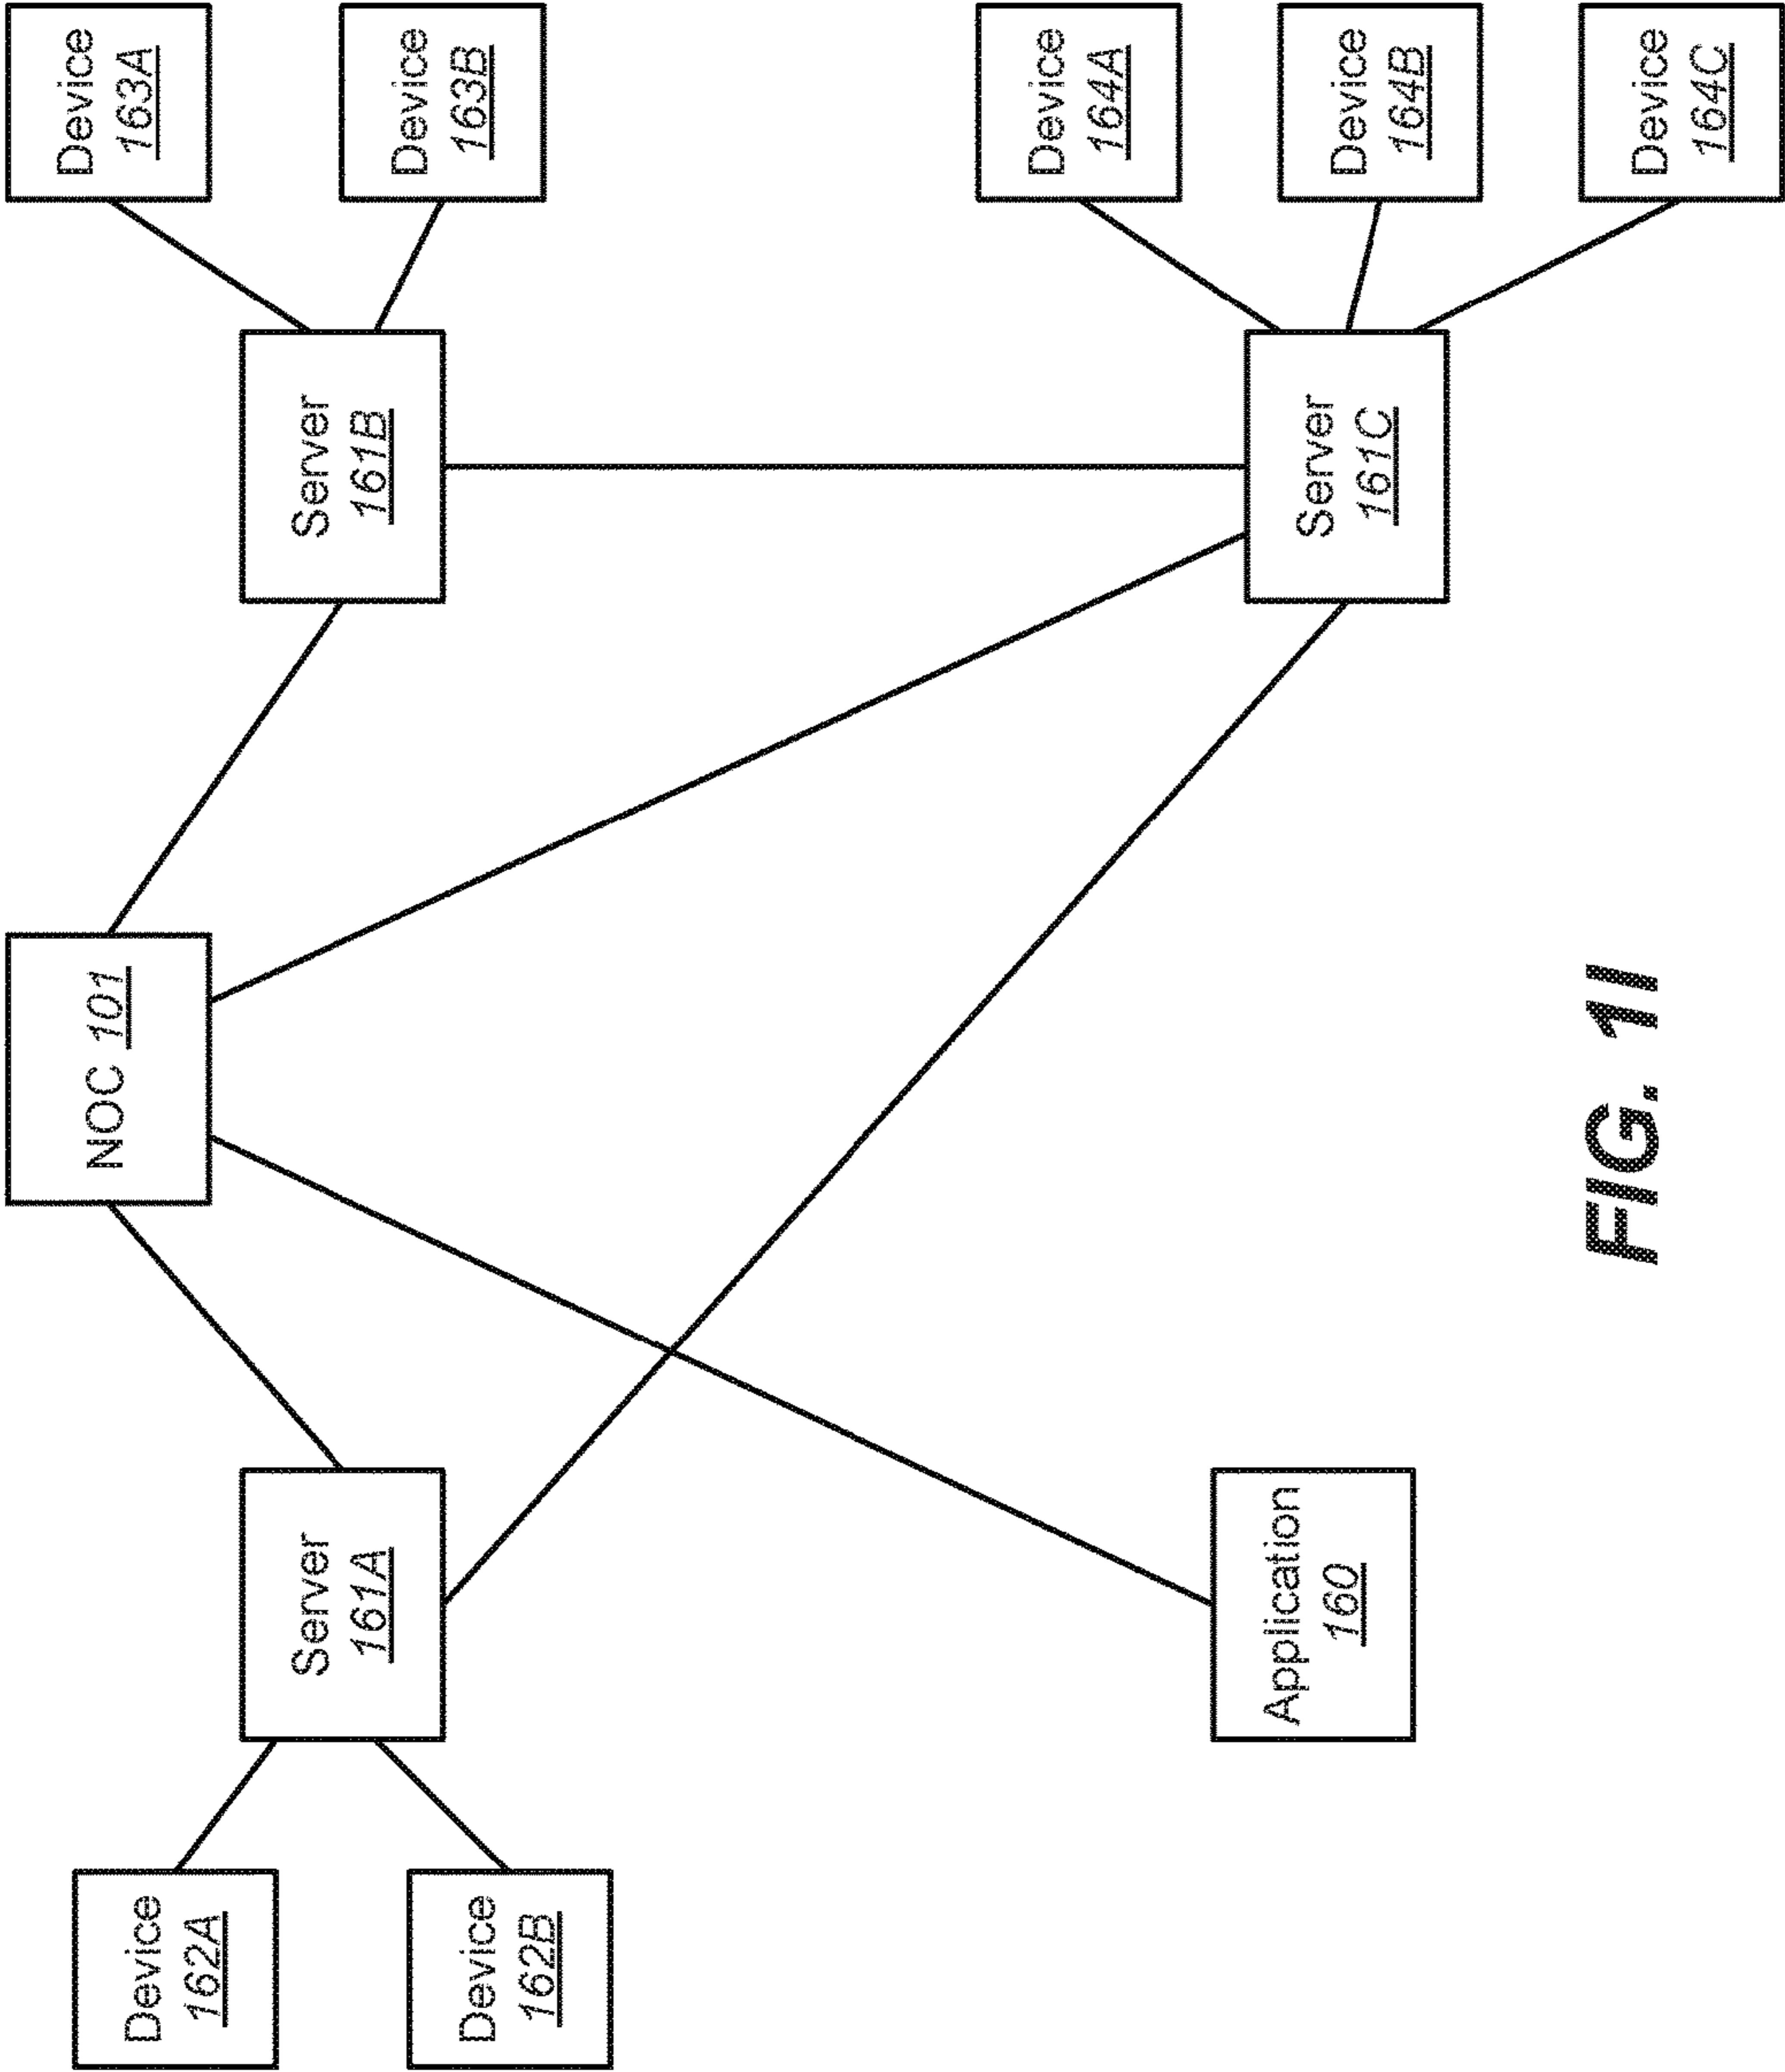 NOC 101
Device
162A
Device
162B
Server
161A
Server
161B
Device
163A
Device
163B
Application
160
Server
161C
Device
164A
Device
164B
Device
164C
FIG. 1I